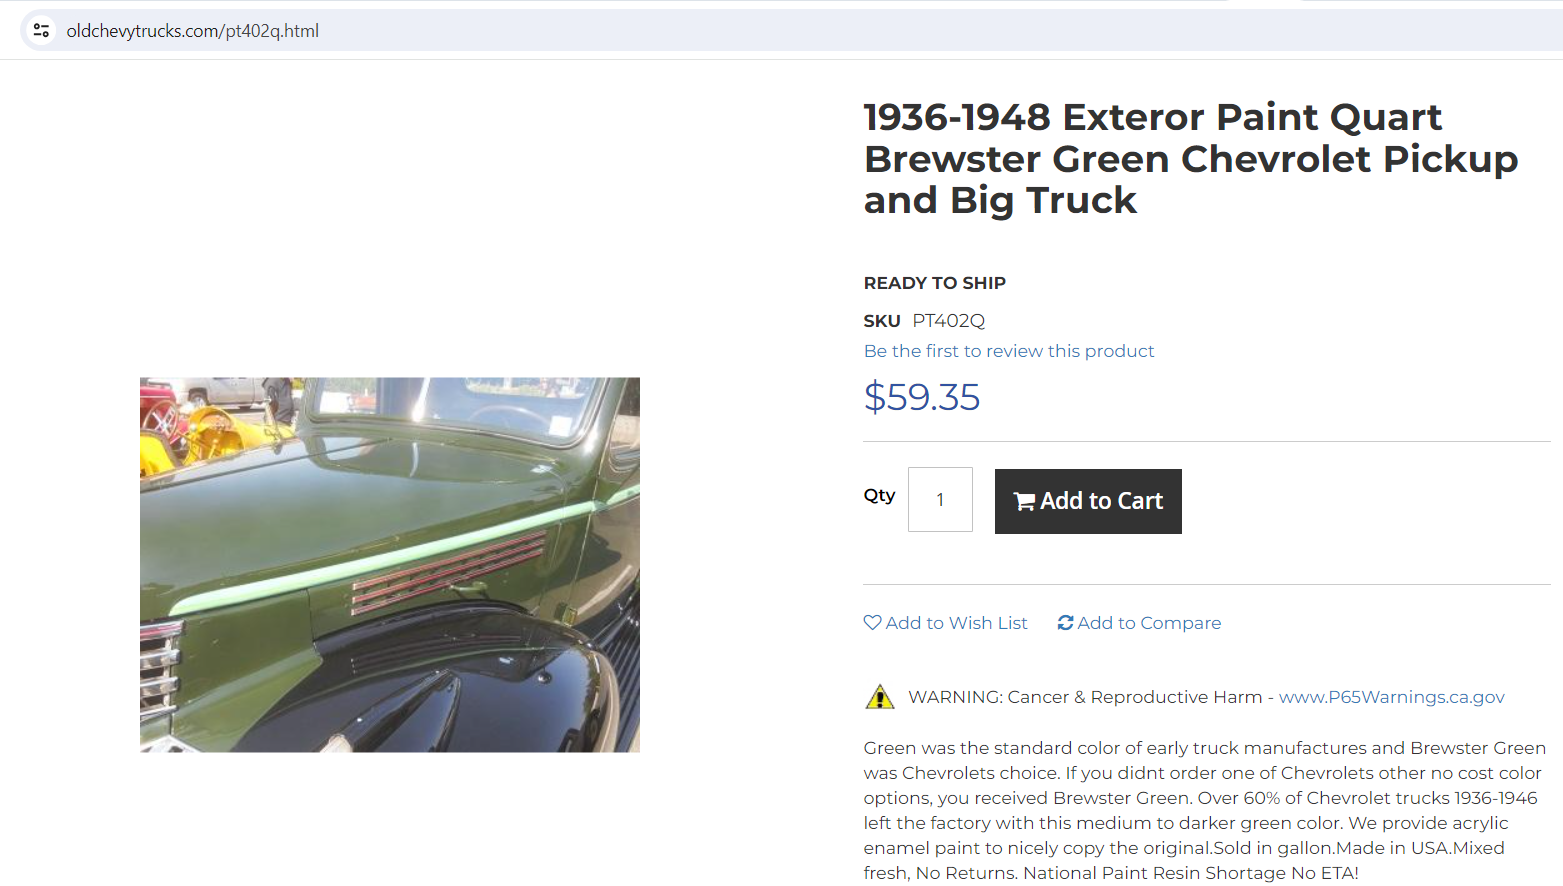 oldchevytrucks.com/pt402q.html
1936-1948 Exteror Paint Quart
Brewster Green Chevrolet Pickup
and Big Truck
READY TO SHIP
SKU PT402Q
Be the first to review this product
$59.35
Qty 1 Add to Cart
Add to Wish List Add to Compare
WARNING: Cancer & Reproductive Harm - www.P65Warnings.ca.gov
Green was the standard color of early truck manufactures and Brewster Green
was Chevrolets choice. If you didnt order one of Chevrolets other no cost color
options, you received Brewster Green. Over 60% of Chevrolet trucks 1936-1946
left the factory with this medium to darker green color. We provide acrylic
enamel paint to nicely copy the original.Sold in gallon.Made in USA.Mixed
fresh, No Returns. National Paint Resin Shortage No ETA!